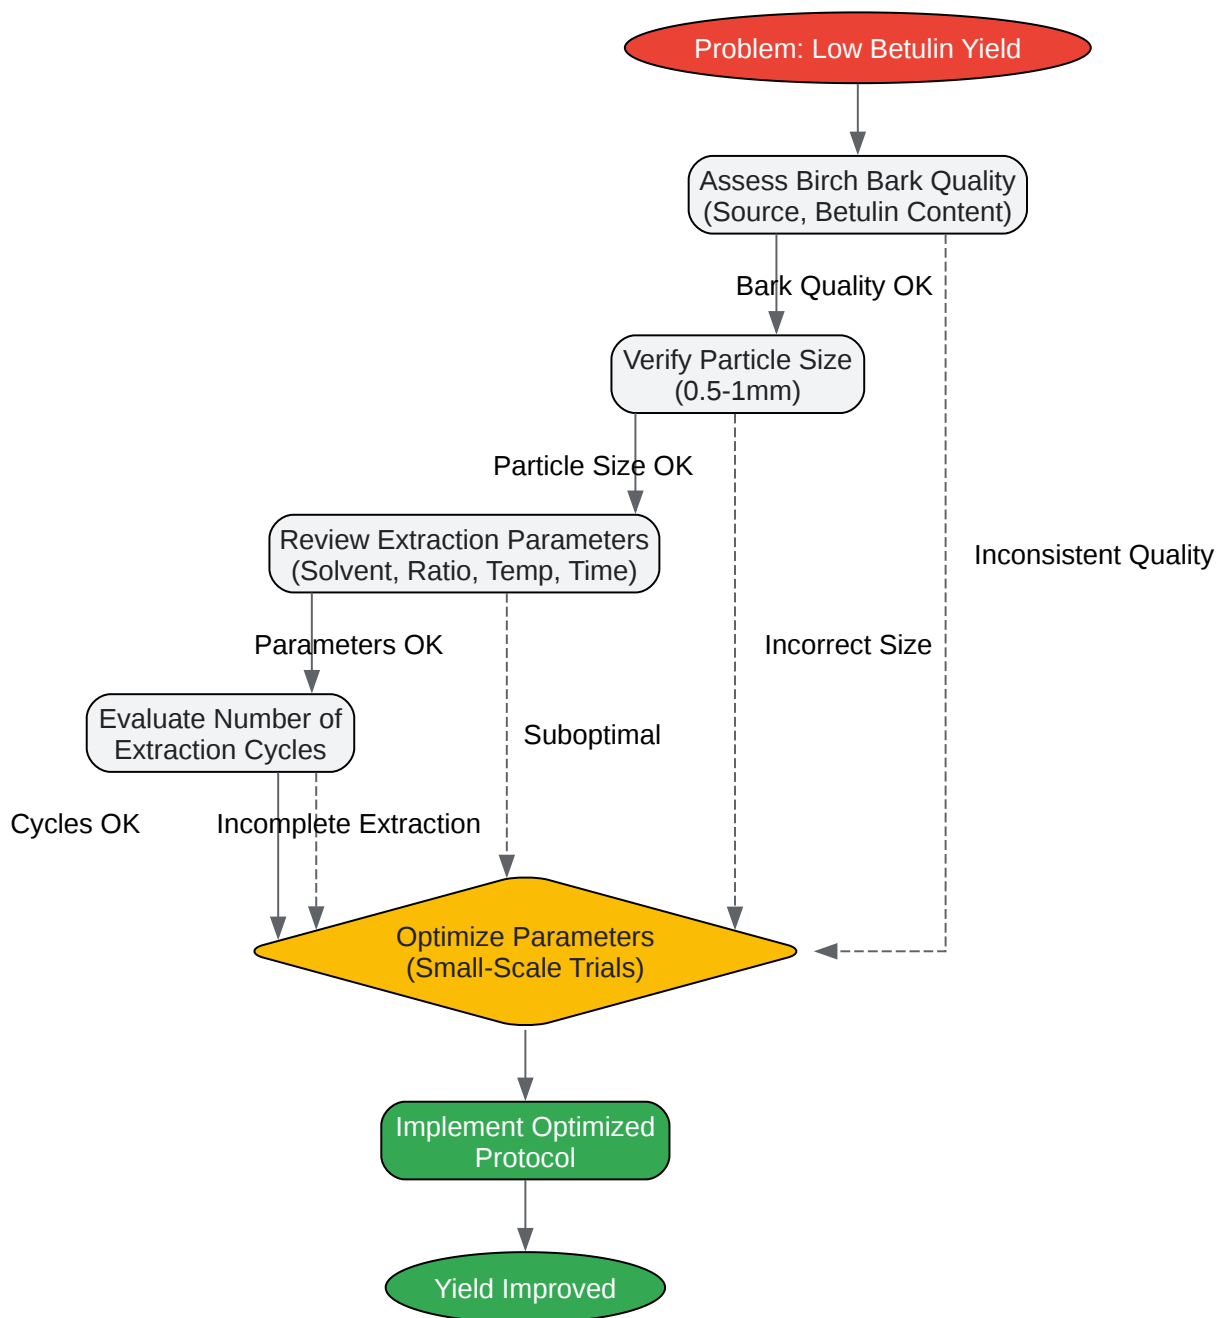 Problem: Low Betulin Yield
Assess Birch Bark Quality
(Source, Betulin Content)
Bark Quality OK
Verify Particle Size
(0.5-1mm)
Particle Size OK
Review Extraction Parameters
(Solvent, Ratio, Temp, Time)
Inconsistent Quality
Parameters OK
Incorrect Size
Evaluate Number of
Extraction Cycles
Suboptimal
Cycles OK
Incomplete Extraction
Optimize Parameters
(Small-Scale Trials)
Implement Optimized
Protocol
Yield Improved